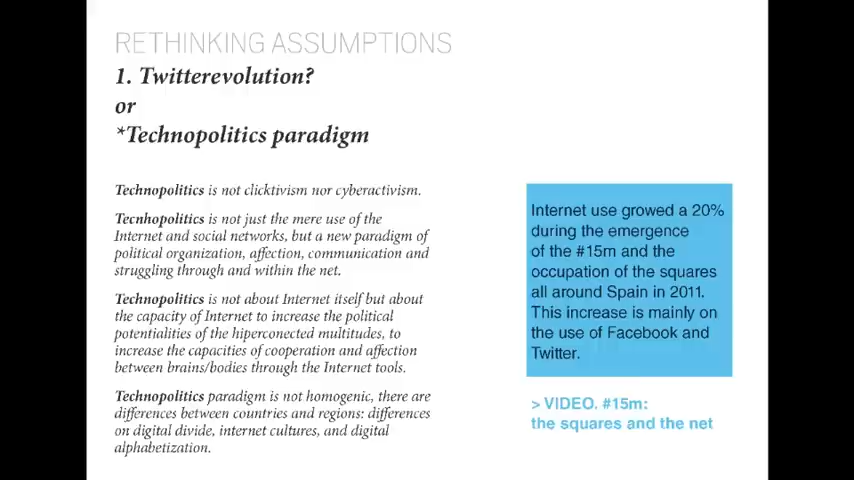 RETHINKING ASSUMPTIONS
1. Twitterevolution?
or
*Technopolitics paradigm
Technopolitics is not clicktivism nor cyberactivism.
Tecnhopolitics is not just the mere use of the
Internet and social networks, but a new paradigm of
political organization, affection, communication and
struggling through and within the net.
Technopolitics is not about Internet itself but about
the capacity of Internet to increase the political
potentialities of the hiperconected multitudes, to
increase the capacities of cooperation and affection
between brains/bodies through the Internet tools.
Technopolitics paradigm is not homogenic, there are
differences between countries and regions: differences
on digital divide, internet cultures, and digital
alphabetization.
Internet use growed a 20%
during the emergence
of the #15m and the
occupation of the squares
all around Spain in 2011.
This increase is mainly on
the use of Facebook and
Twitter.
> VIDEO. #15m:
the squares and the net